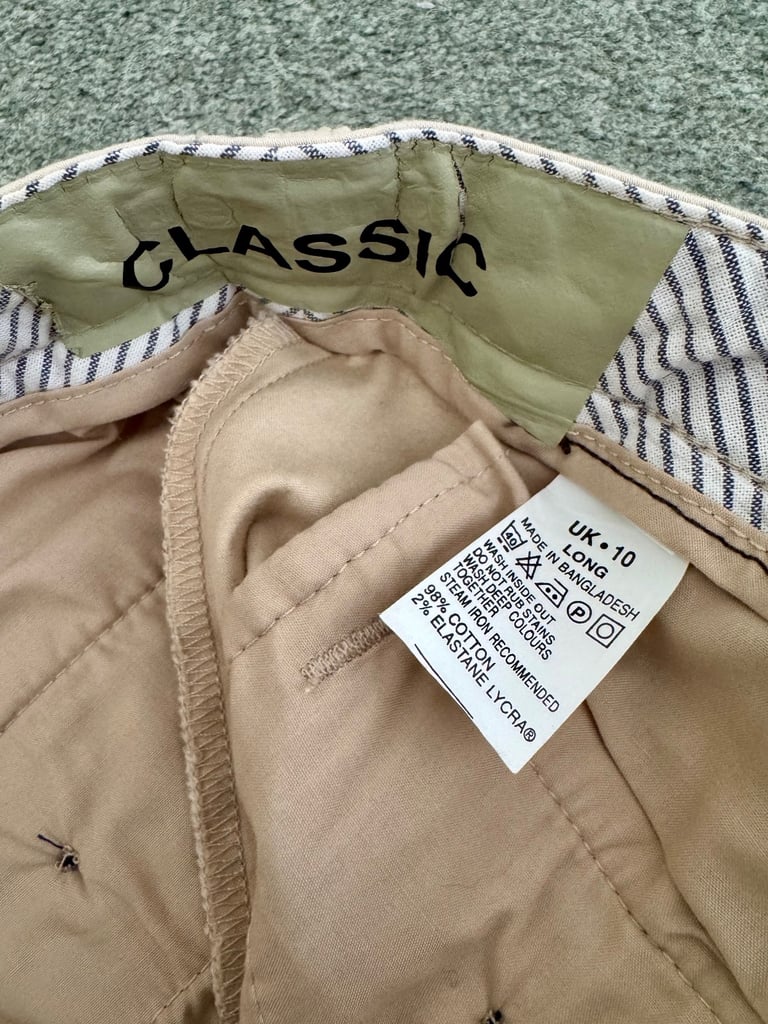 CLASSIC
UK•10
LONG
MADE IN BANGLADESH
40 P
WASH INSIDE OUT
DO NOT RUB STAINS
WASH DEEP COLOURS
TOGETHER
STEAM IRON RECOMMENDED
98% COTTON
2% ELASTANE LYCRA®